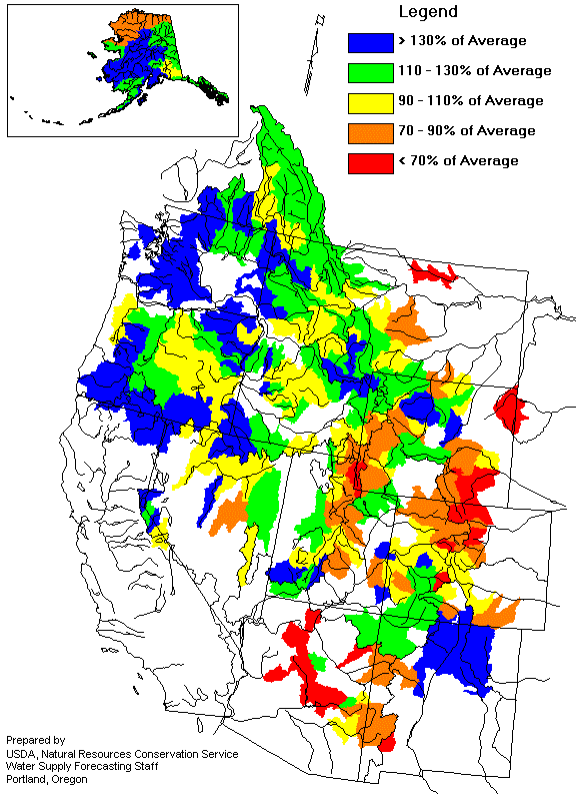 Legend
> 130% of Average
110 - 130% of Average
90 - 110% of Average
70 - 90% of Average
< 70% of Average
Prepared by
USDA, Natural Resources Conservation Service
Water Supply Forecasting Staff
Portland, Oregon